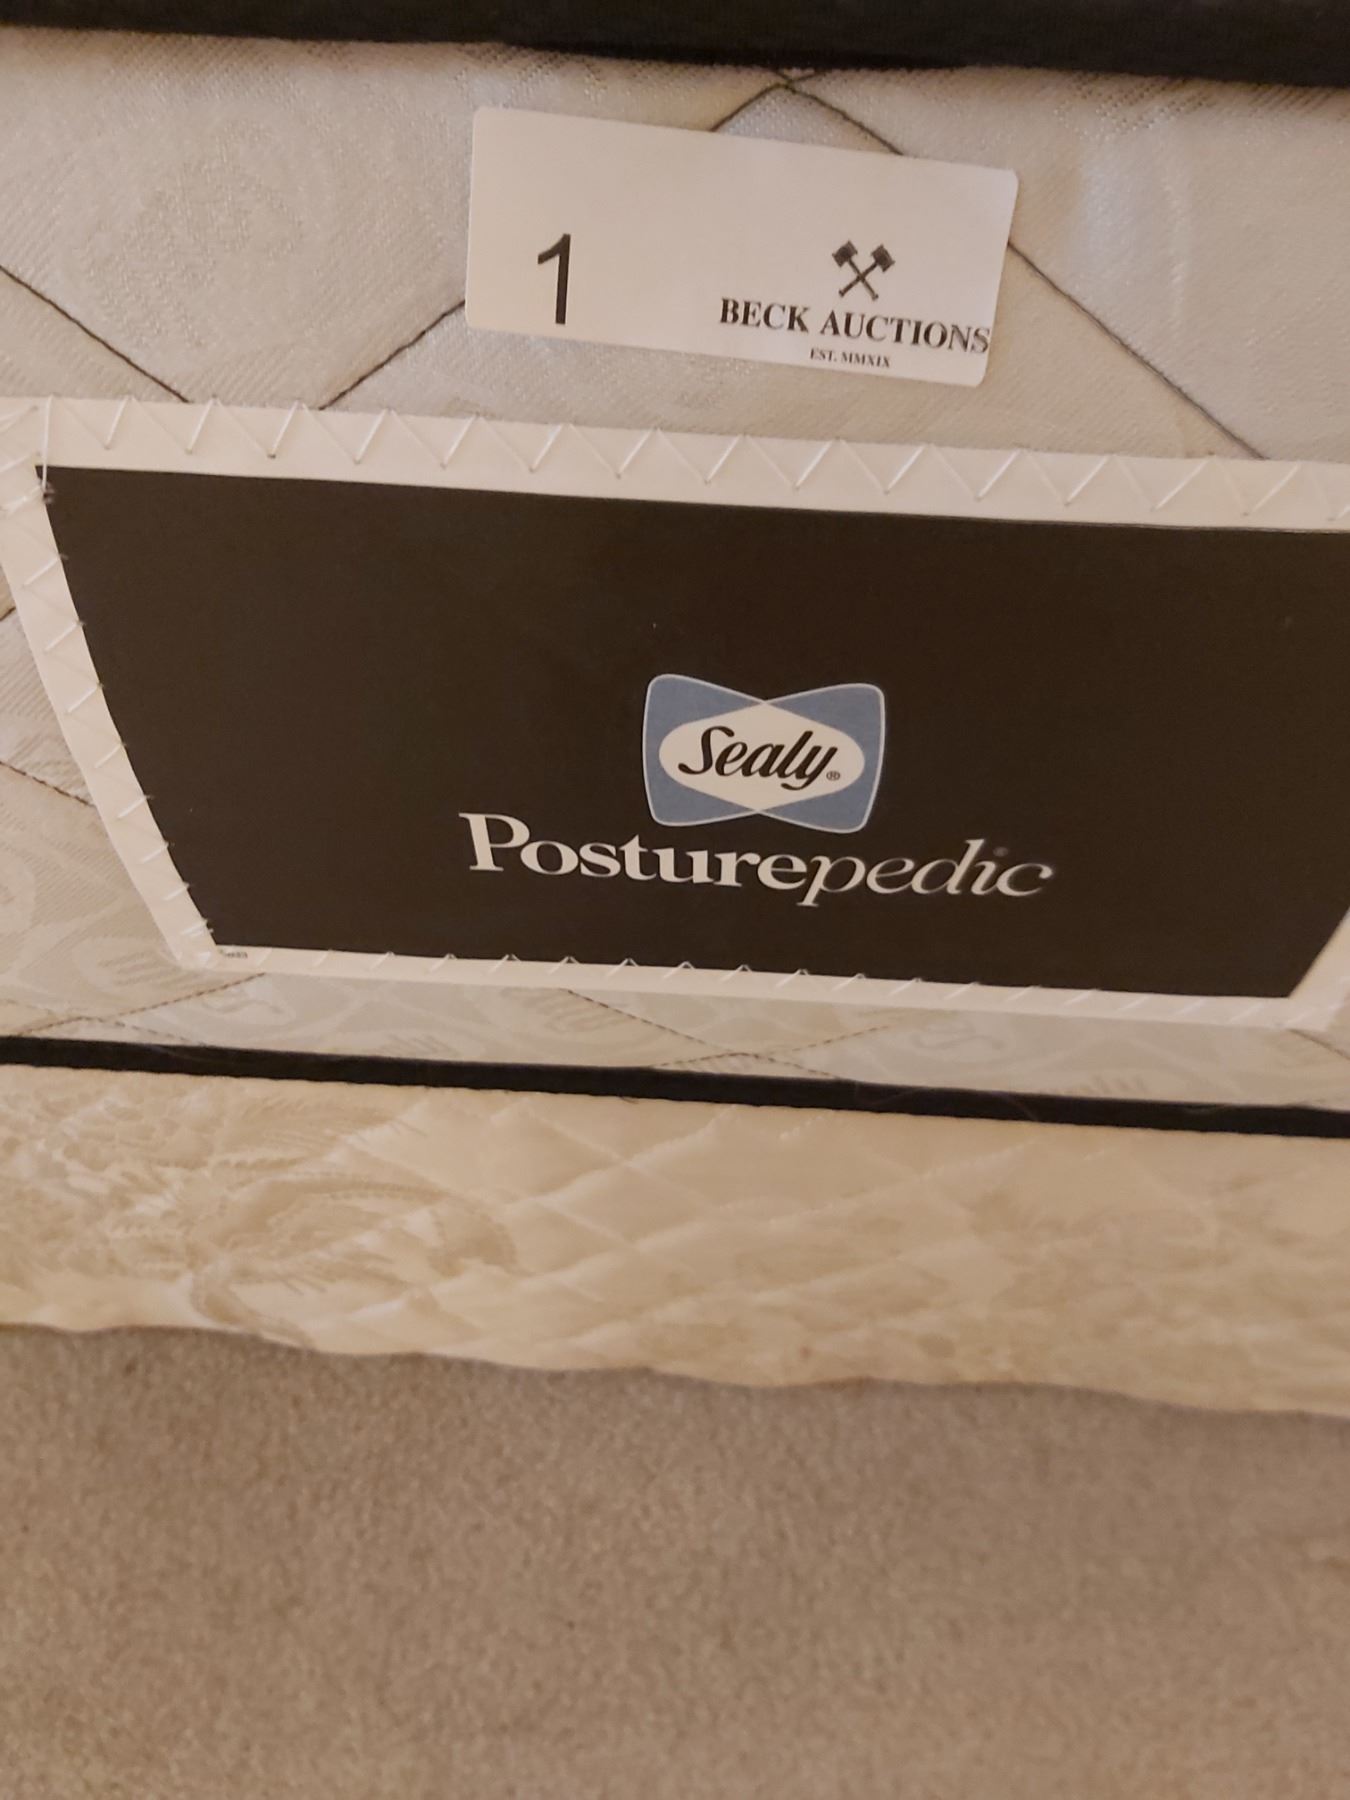 1
BECK AUCTIONS
EST. MMXIX
Sealy®
Posturepedic®